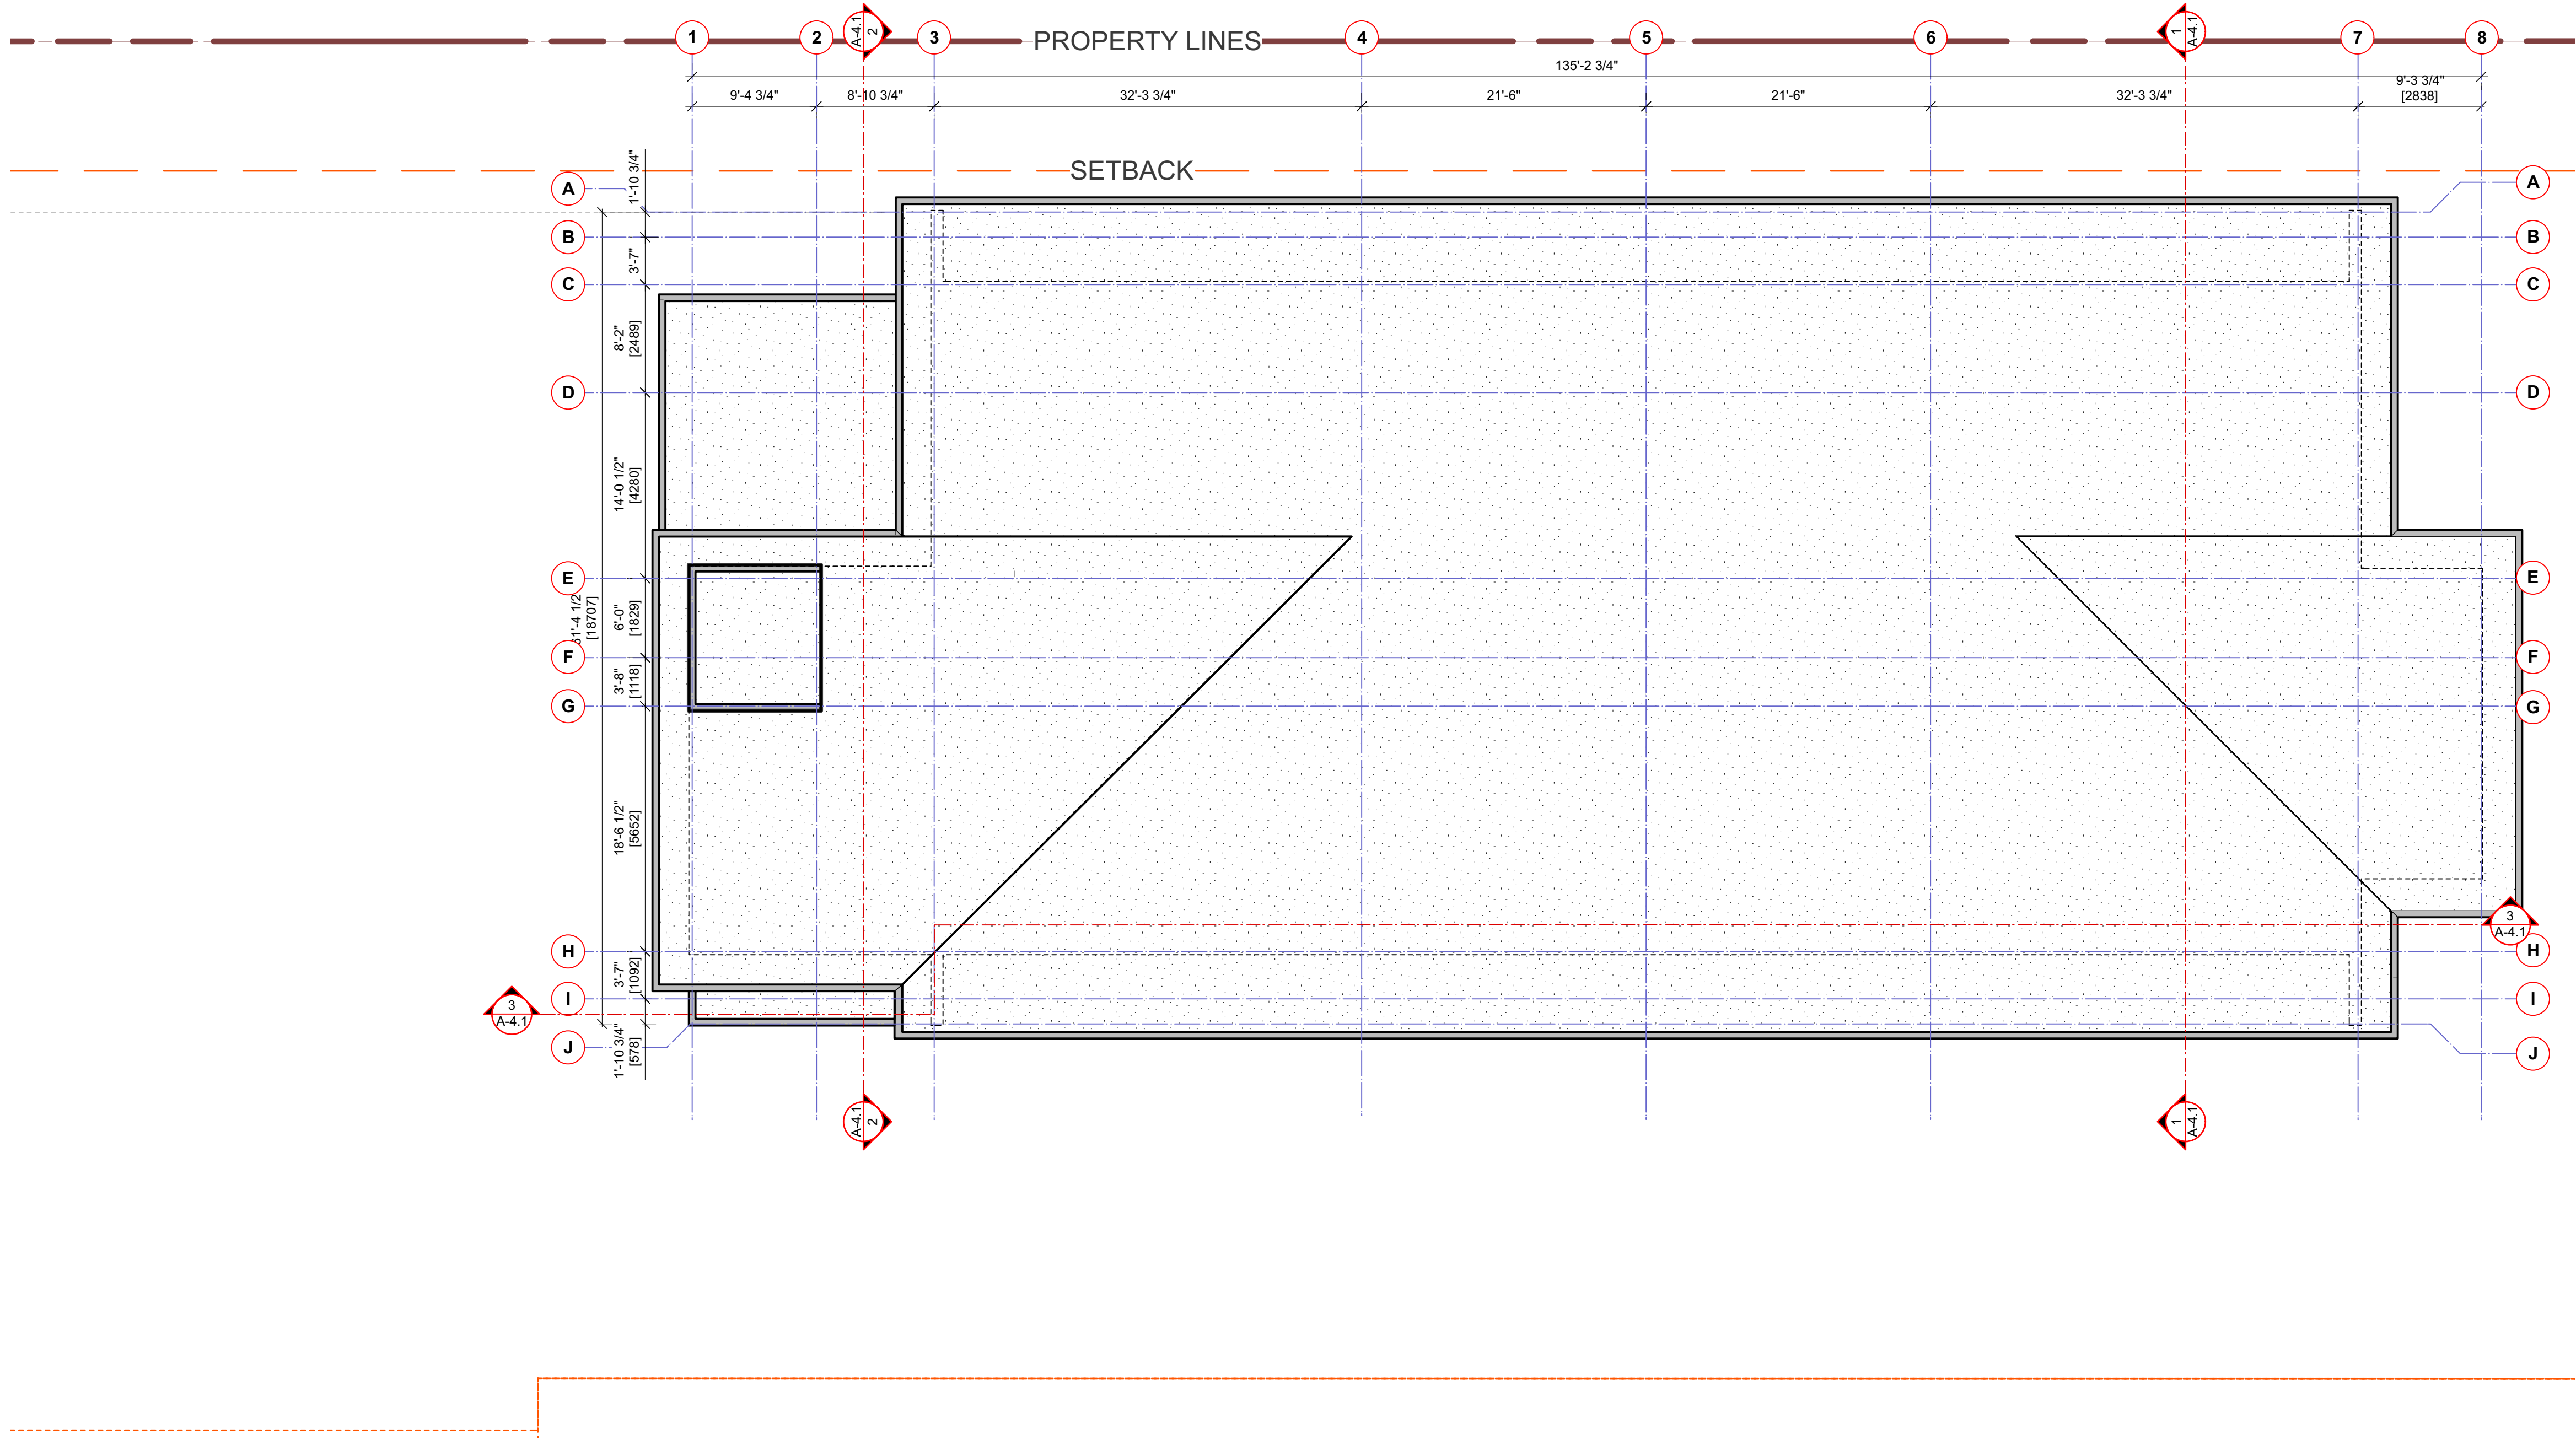 1
2
A-4.1
2
3
PROPERTY LINES
4
5
6
1
A-4.1
7
8
135'-2 3/4"
9'-4 3/4"
8'-10 3/4"
32'-3 3/4"
21'-6"
21'-6"
32'-3 3/4"
9'-3 3/4"
[2838]
SETBACK
A
1'-10 3/4"
A
B
3'-7"
B
C
C
8'-2"
[2489]
D
D
14'-0 1/2"
[4280]
E
E
[18707]
6'-0"
[1829]
F
F
3'-8"
[1118]
G
G
18'-6 1/2"
[5652]
3
A-4.1
H
H
3'-7"
[1092]
I
I
3
A-4.1
J
1'-10 3/4"
[578]
J
A-4.1
2
1
A-4.1